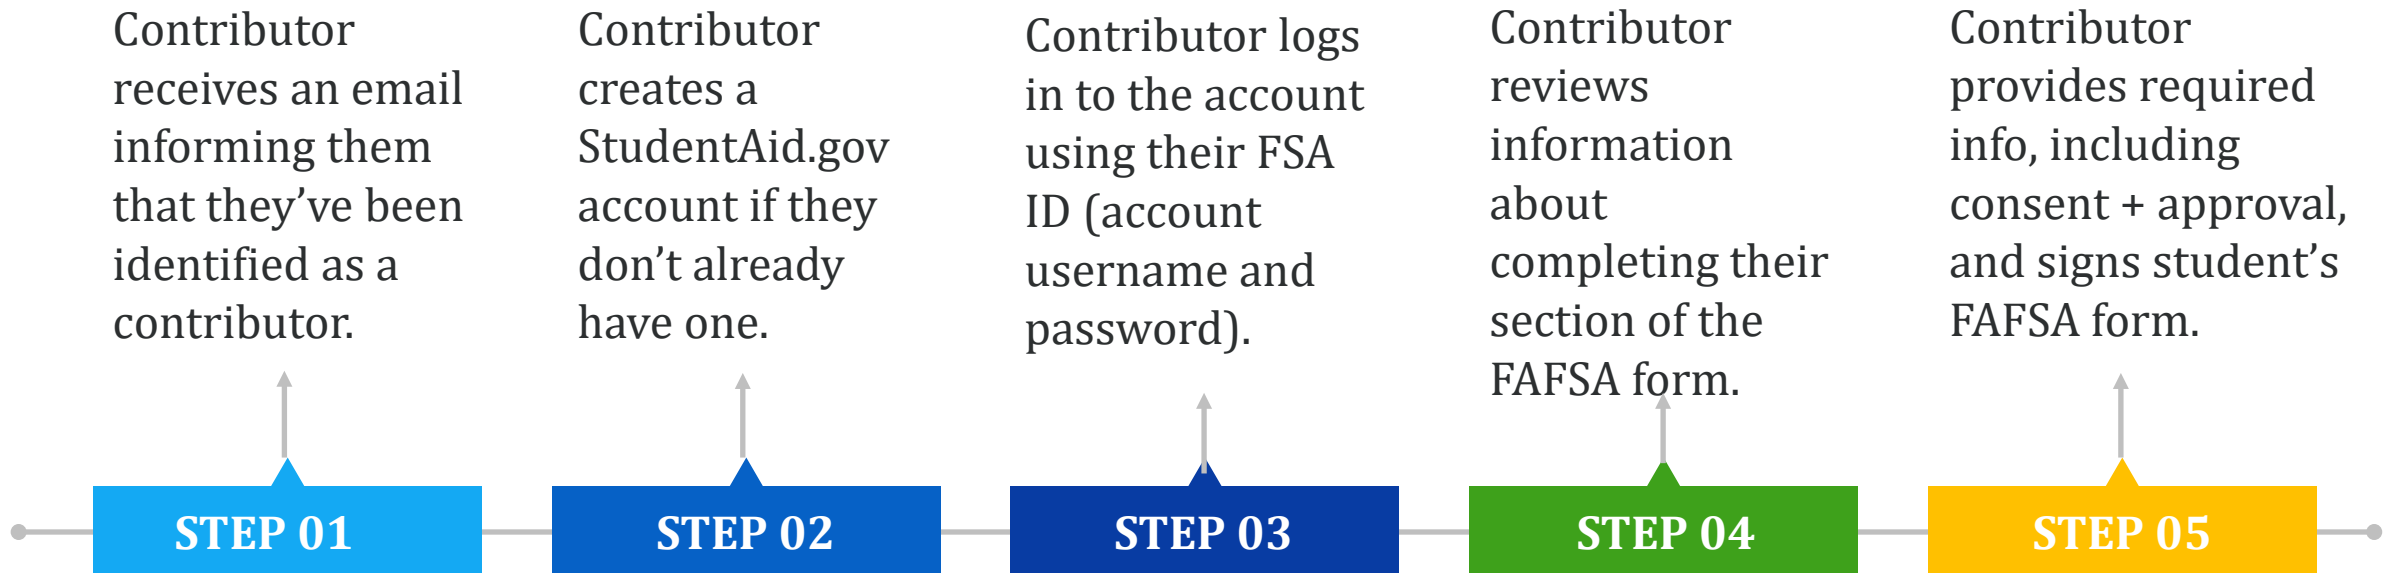 Contributor
receives an email
informing them
that they’ve been
identified as a
contributor.
Contributor
creates a
StudentAid.gov
account if they
don’t already
have one.
Contributor logs
in to the account
using their FSA
ID (account
username and
password).
Contributor
reviews
information
about
completing their
section of the
FAFSA form.
Contributor
provides required
info, including
consent + approval,
and signs student’s
FAFSA form.
STEP 01
STEP 02
STEP 03
STEP 04
STEP 05